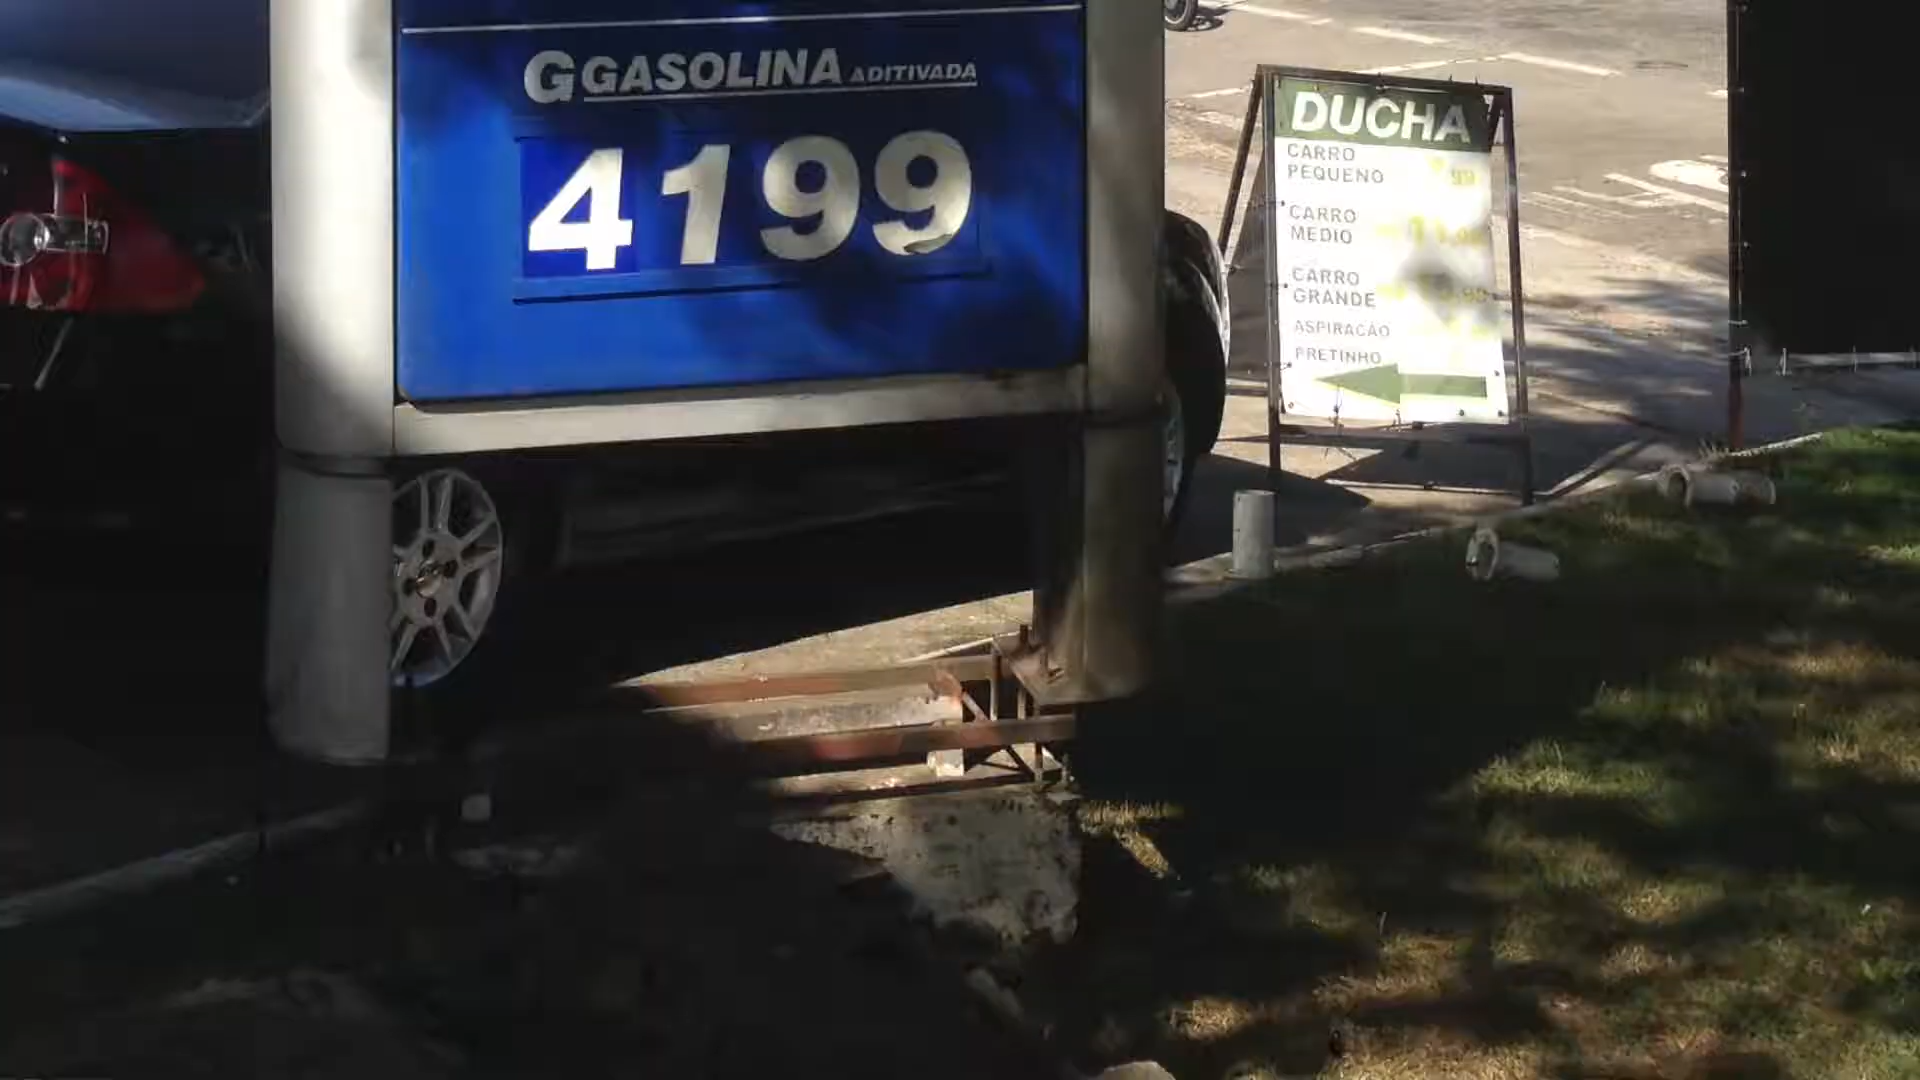 G GASOLINA ADITIVADA
4199
DUCHA
CARRO
PEQUENO
CARRO
MEDIO
CARRO
GRANDE
ASPIRAÇÃO
PRETINHO